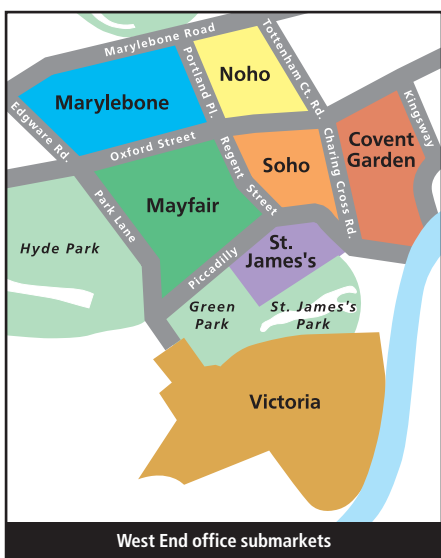 Marylebone Road
Portland Pl.
Noho
Tottenham Ct. Rd.
Marylebone
Edgware Rd.
Oxford Street
Regent Street
Soho
Charing Cross Rd.
Covent
Garden
Kingsway
Park Lane
Mayfair
Hyde Park
Piccadilly
St.
James's
Green
Park
St. James's
Park
Victoria
West End office submarkets